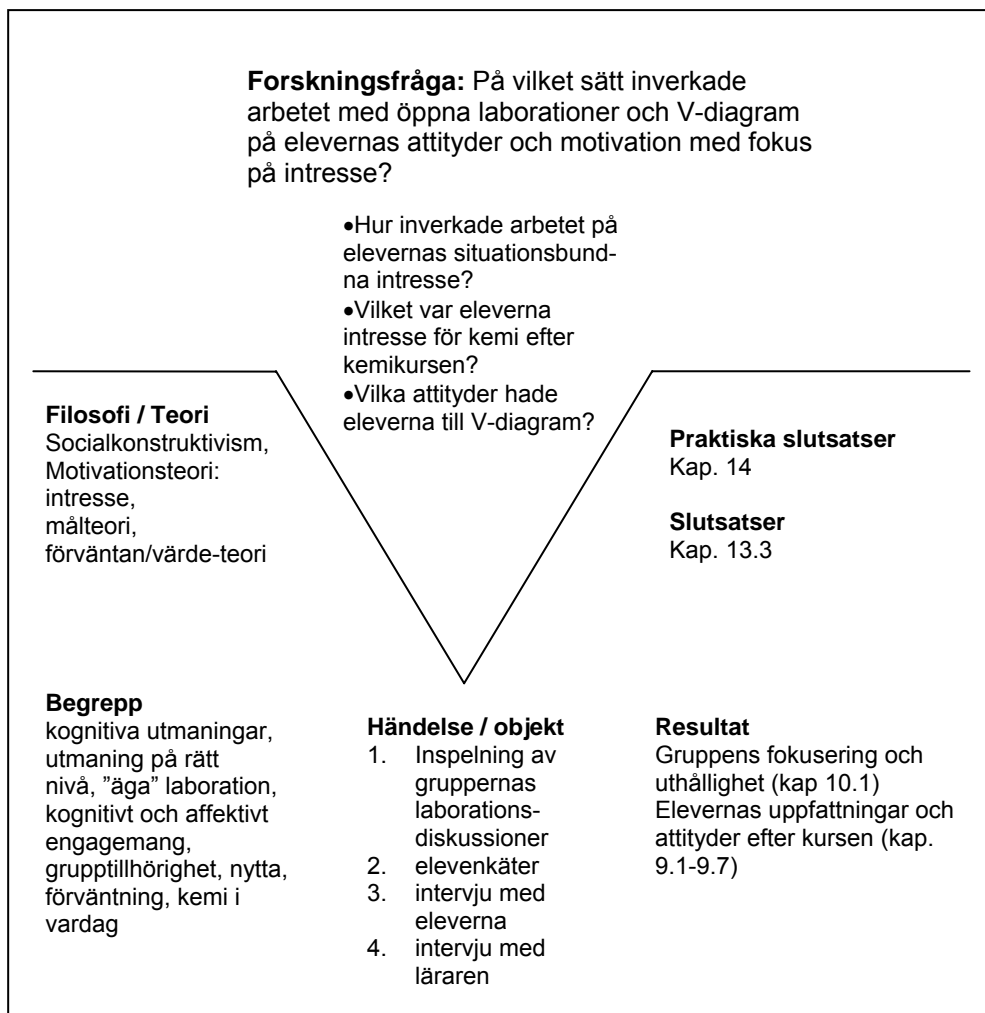 Forskningsfråga: På vilket sätt inverkade
arbetet med öppna laborationer och V-diagram
på elevernas attityder och motivation med fokus
på intresse?
•Hur inverkade arbetet på
elevernas situationsbund-
na intresse?
•Vilket var eleverna
intresse för kemi efter
kemikursen?
•Vilka attityder hade
eleverna till V-diagram?
Filosofi / Teori
Socialkonstruktivism,
Motivationsteori:
intresse,
målteori,
förväntan/värde-teori
Praktiska slutsatser
Kap. 14
Slutsatser
Kap. 13.3
Begrepp
kognitiva utmaningar,
utmaning på rätt
nivå, ”äga” laboration,
kognitivt och affektivt
engagemang,
grupptillhörighet, nytta,
förväntning, kemi i
vardag
Händelse / objekt
1. Inspelning av
gruppernas
laborations-
diskussioner
2. elevenkäter
3. intervju med
eleverna
4. intervju med
läraren
Resultat
Gruppens fokusering och
uthållighet (kap 10.1)
Elevernas uppfattningar och
attityder efter kursen (kap.
9.1-9.7)